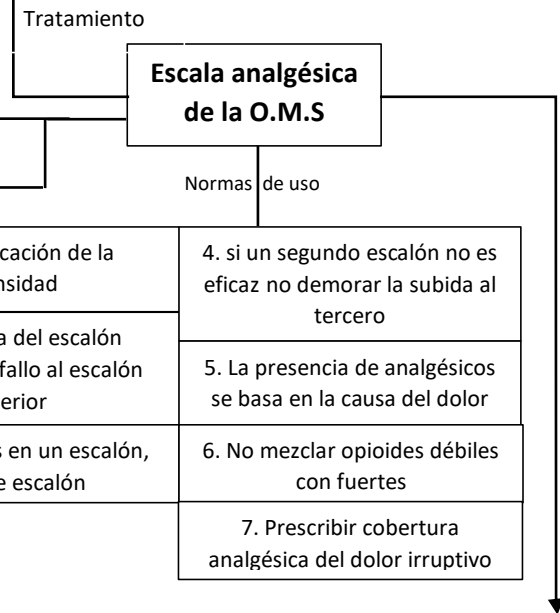 Tratamiento
Escala analgésica
de la O.M.S
Normas de uso
cación de la
nsidad
a del escalón
fallo al escalón
erior
s en un escalón,
e escalón
4. si un segundo escalón no es
eficaz no demorar la subida al
tercero
5. La presencia de analgésicos
se basa en la causa del dolor
6. No mezclar opioides débiles
con fuertes
7. Prescribir cobertura
analgésica del dolor irruptivo